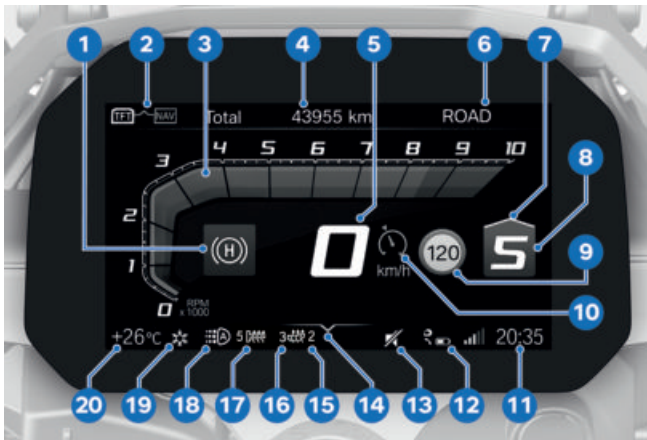 1 2 3 4 5 6 7
TFT NAV Total 43955 km ROAD
3 4 5 6 7 8 9 10
8
2
(H) 0 120 S
km/h
9
1
10
0 RPM x 1000
+26°C A 5 3 2 20:35
20 19 18 17 16 15 14 13 12 11